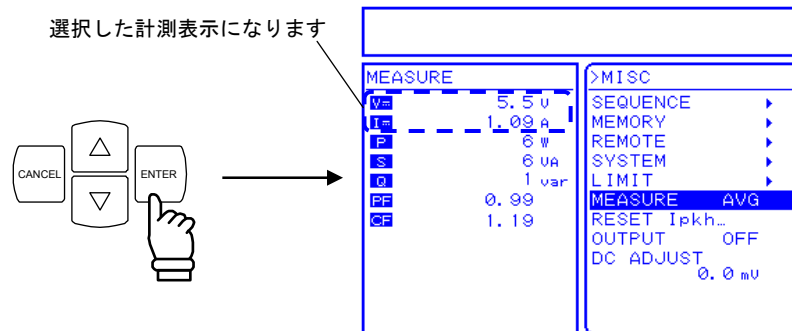 選択した計測表示になります
CANCEL
ENTER
MEASURE
V= 5.5 V
I= 1.09 A
P 6 W
S 6 VA
Q 1 var
PF 0.99
CF 1.19
>MISC
SEQUENCE
MEMORY
REMOTE
SYSTEM
LIMIT
MEASURE AVG
RESET Ipkh…
OUTPUT OFF
DC ADJUST
0.0 mV